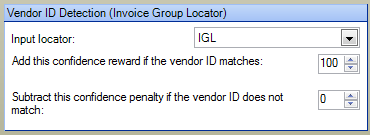 Vendor ID Detection (Invoice Group Locator)
Input locator: IGL
Add this confidence reward if the vendor ID matches: 100
Subtract this confidence penalty if the vendor ID does not 0
match: